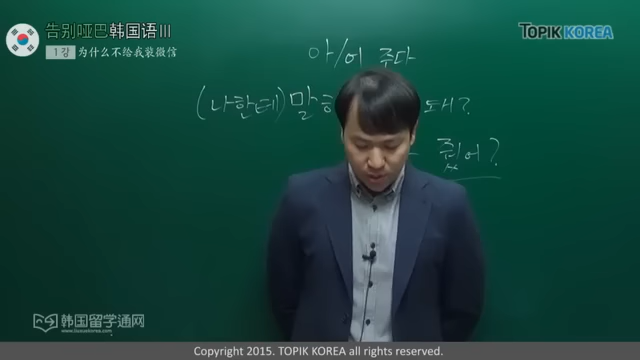 告别哑巴韩国语Ⅲ
1강 为什么不给我装微信
TOPIK KOREA
아/어 주다
(나한테) 말 돼?
줬어?
韩国留学通网
Copyright 2015. TOPIK KOREA all rights reserved.